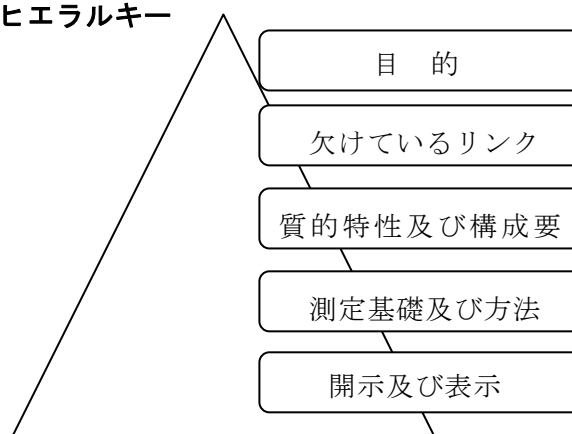 ヒエラルキー
目 的
欠けているリンク
質的特性及び構成要
測定基礎及び方法
開示及び表示